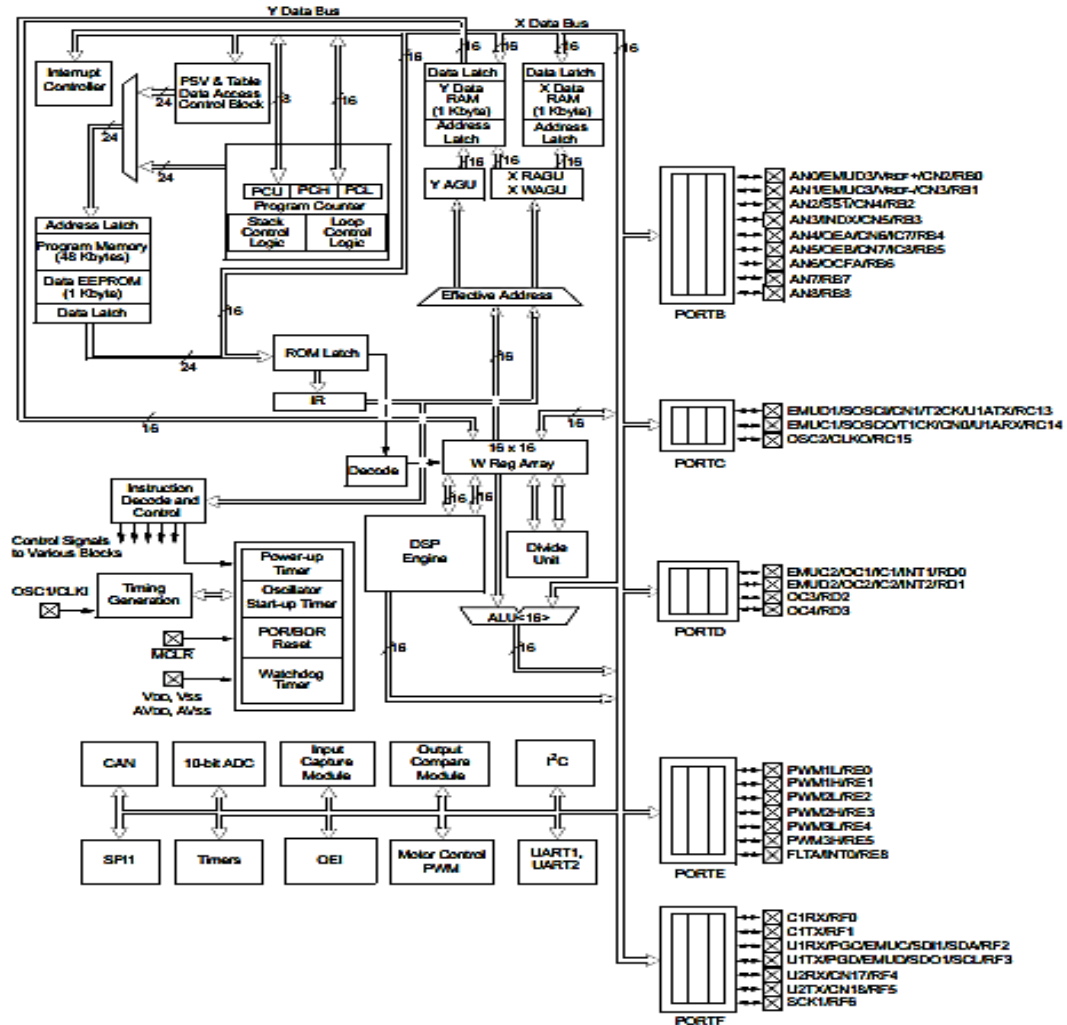 Y Data Bus
X Data Bus
16
16
16
16
16
Interrupt
Controller
PSV & Table
Data Access
Control Block
8
16
24
24
24
Data Latch
Y Data
RAM
(1 Kbyte)
Address
Latch
Data Latch
X Data
RAM
(1 Kbyte)
Address
Latch
16
16
16
Y AGU
X RAGU
X WAGU
PCU
PCH
PCL
Program Counter
Stack
Control
Logic
Loop
Control
Logic
Address Latch
Program Memory
(48 Kbytes)
Data EEPROM
(1 Kbyte)
Data Latch
Effective Address
16
16
24
ROM Latch
IR
16
16
16 x 16
W Reg Array
Decode
Instruction
Decode and
Control
Control Signals
to Various Blocks
16
16
DSP
Engine
Divide
Unit
OSC1/CLKI
Timing
Generation
Power-up
Timer
Oscillator
Start-up Timer
POR/BOR
Reset
Watchdog
Timer
MCLR
VDD, VSS
AVDD, AVSS
ALU<16>
16
16
CAN
10-bit ADC
Input
Capture
Module
Output
Compare
Module
I²C
SPI1
Timers
QEI
Motor Control
PWM
UART1,
UART2
AN0/EMUD3/VREF+/CN2/RB0
AN1/EMUC3/VREF-/CN3/RB1
AN2/SS1/CN4/RB2
AN3/INDX/CN5/RB3
AN4/QEA/CN6/IC7/RB4
AN5/QEB/CN7/IC8/RB5
AN6/OCFA/RB6
AN7/RB7
AN8/RB8
PORTB
EMUD1/SOSCI/CN1/T2CK/U1ATX/RC13
EMUC1/SOSCO/T1CK/CN0/U1ARX/RC14
OSC2/CLKO/RC15
PORTC
EMUC2/OC1/IC1/INT1/RD0
EMUD2/OC2/IC2/INT2/RD1
OC3/RD2
OC4/RD3
PORTD
PWM1L/RE0
PWM1H/RE1
PWM2L/RE2
PWM2H/RE3
PWM3L/RE4
PWM3H/RE5
FLTA/INT0/RE8
PORTE
C1RX/RF0
C1TX/RF1
U1RX/PGC/EMUC/SDI1/SDA/RF2
U1TX/PGD/EMUD/SDO1/SCL/RF3
U2RX/CN17/RF4
U2TX/CN18/RF5
SCK1/RF6
PORTF